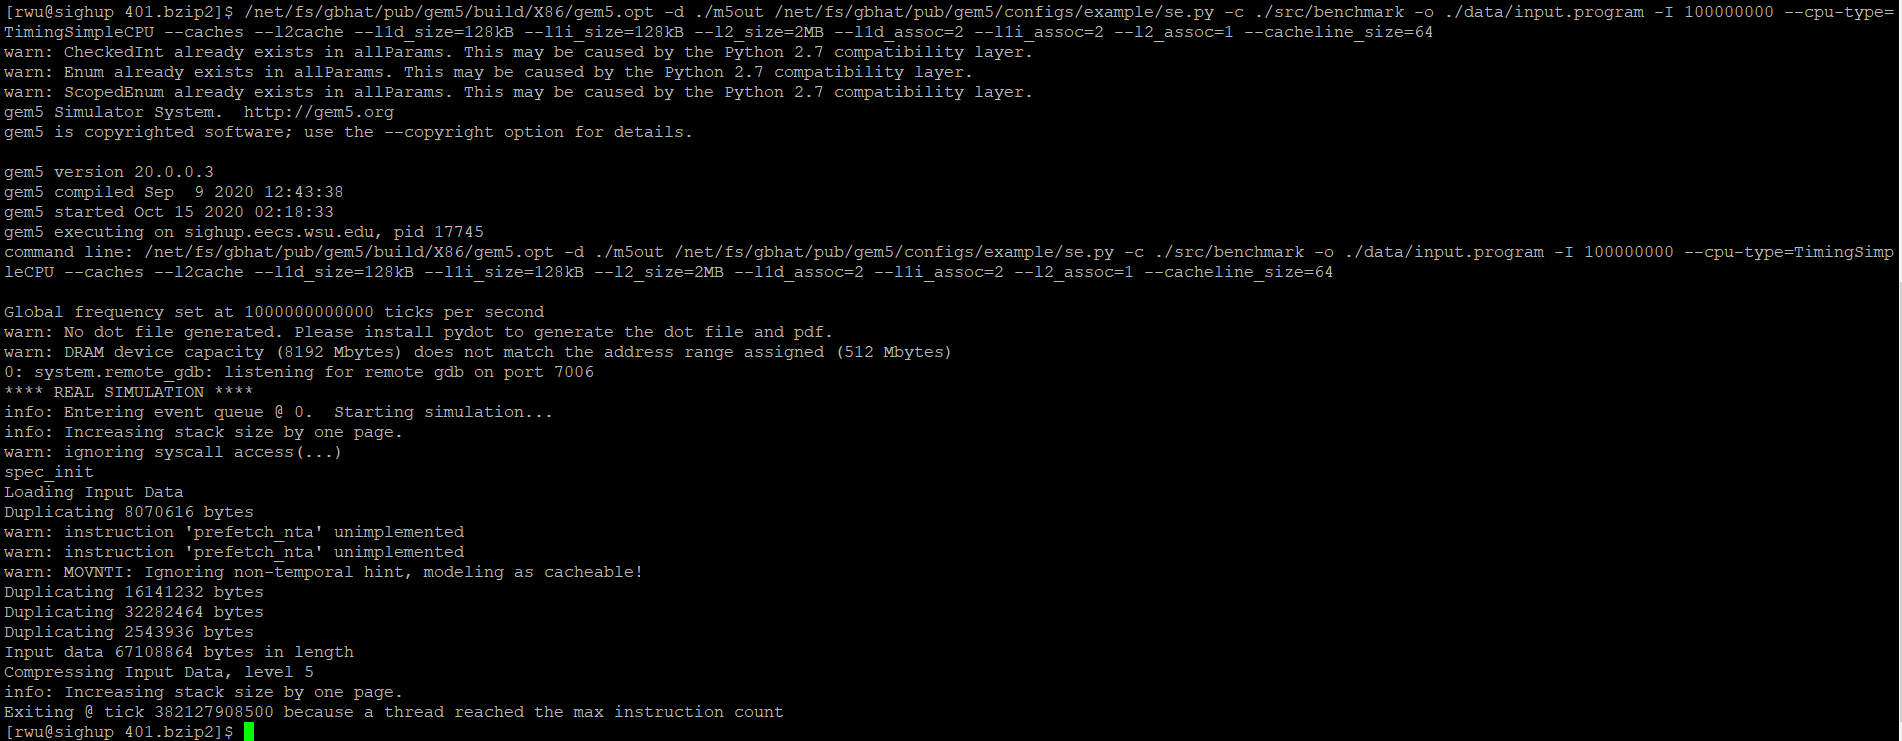 [rwu@sighup 401.bzip2]$ /net/fs/gbhat/pub/gem5/build/X86/gem5.opt -d ./m5out /net/fs/gbhat/pub/gem5/configs/example/se.py -c ./src/benchmark -o ./data/input.program -I 100000000 --cpu-type=
TimingSimpleCPU --caches --l2cache --l1d_size=128kB --l1i_size=128kB --l2_size=2MB --l1d_assoc=2 --l1i_assoc=2 --l2_assoc=1 --cacheline_size=64
warn: CheckedInt already exists in allParams. This may be caused by the Python 2.7 compatibility layer.
warn: Enum already exists in allParams. This may be caused by the Python 2.7 compatibility layer.
warn: ScopedEnum already exists in allParams. This may be caused by the Python 2.7 compatibility layer.
gem5 Simulator System.  http://gem5.org
gem5 is copyrighted software; use the --copyright option for details.

gem5 version 20.0.0.3
gem5 compiled Sep  9 2020 12:43:38
gem5 started Oct 15 2020 02:18:33
gem5 executing on sighup.eecs.wsu.edu, pid 17745
command line: /net/fs/gbhat/pub/gem5/build/X86/gem5.opt -d ./m5out /net/fs/gbhat/pub/gem5/configs/example/se.py -c ./src/benchmark -o ./data/input.program -I 100000000 --cpu-type=TimingSimp
leCPU --caches --l2cache --l1d_size=128kB --l1i_size=128kB --l2_size=2MB --l1d_assoc=2 --l1i_assoc=2 --l2_assoc=1 --cacheline_size=64

Global frequency set at 1000000000000 ticks per second
warn: No dot file generated. Please install pydot to generate the dot file and pdf.
warn: DRAM device capacity (8192 Mbytes) does not match the address range assigned (512 Mbytes)
0: system.remote_gdb: listening for remote gdb on port 7006
**** REAL SIMULATION ****
info: Entering event queue @ 0.  Starting simulation...
info: Increasing stack size by one page.
warn: ignoring syscall access(...)
spec_init
Loading Input Data
Duplicating 8070616 bytes
warn: instruction 'prefetch_nta' unimplemented
warn: instruction 'prefetch_nta' unimplemented
warn: MOVNTI: Ignoring non-temporal hint, modeling as cacheable!
Duplicating 16141232 bytes
Duplicating 32282464 bytes
Duplicating 2543936 bytes
Input data 67108864 bytes in length
Compressing Input Data, level 5
info: Increasing stack size by one page.
Exiting @ tick 382127908500 because a thread reached the max instruction count
[rwu@sighup 401.bzip2]$